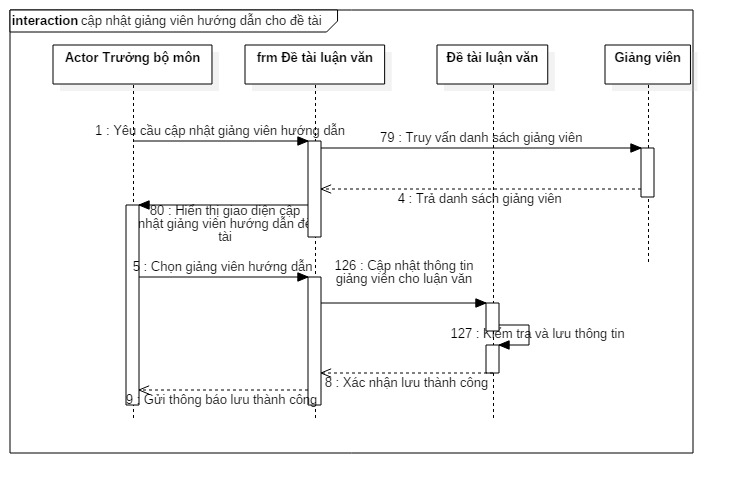 interaction cập nhật giảng viên hướng dẫn cho đề tài
Actor Trưởng bộ môn
frm Đề tài luận văn
Đề tài luận văn
Giảng viên
1 : Yêu cầu cập nhật giảng viên hướng dẫn
79 : Truy vấn danh sách giảng viên
4 : Trả danh sách giảng viên
80 : Hiển thị giao diện cập
nhật giảng viên hướng dẫn đề
tài
5 : Chọn giảng viên hướng dẫn
126 : Cập nhật thông tin
giảng viên cho luận văn
127 : Kiểm tra và lưu thông tin
8 : Xác nhận lưu thành công
9 : Gửi thông báo lưu thành công